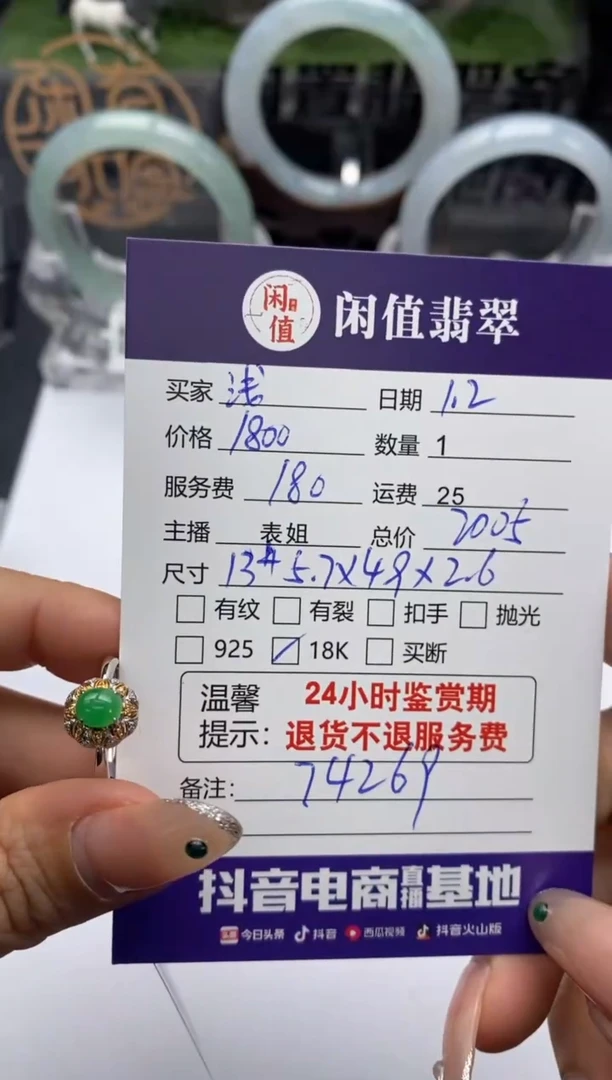 闲值
闲值翡翠
买家 浅 日期 1.2
价格 1800 数量 1
服务费 180 运费 25
主播 表姐 总价 2005
尺寸 13# 5.7X4.9X2.6
有纹 有裂 扣手 抛光
925 18K 买断
温馨 24小时鉴赏期
提示: 退货不退服务费
备注: 74269
抖音电商直播基地
头条 今日头条 抖音 西瓜视频 抖音火山版